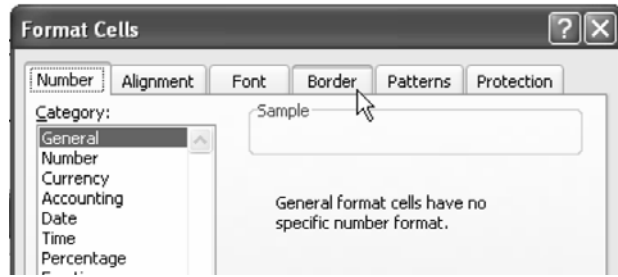 Format Cells
Number Alignment Font Border Patterns Protection
Category:
Sample
General
Number
Currency
Accounting
Date
Time
Percentage
General format cells have no
specific number format.